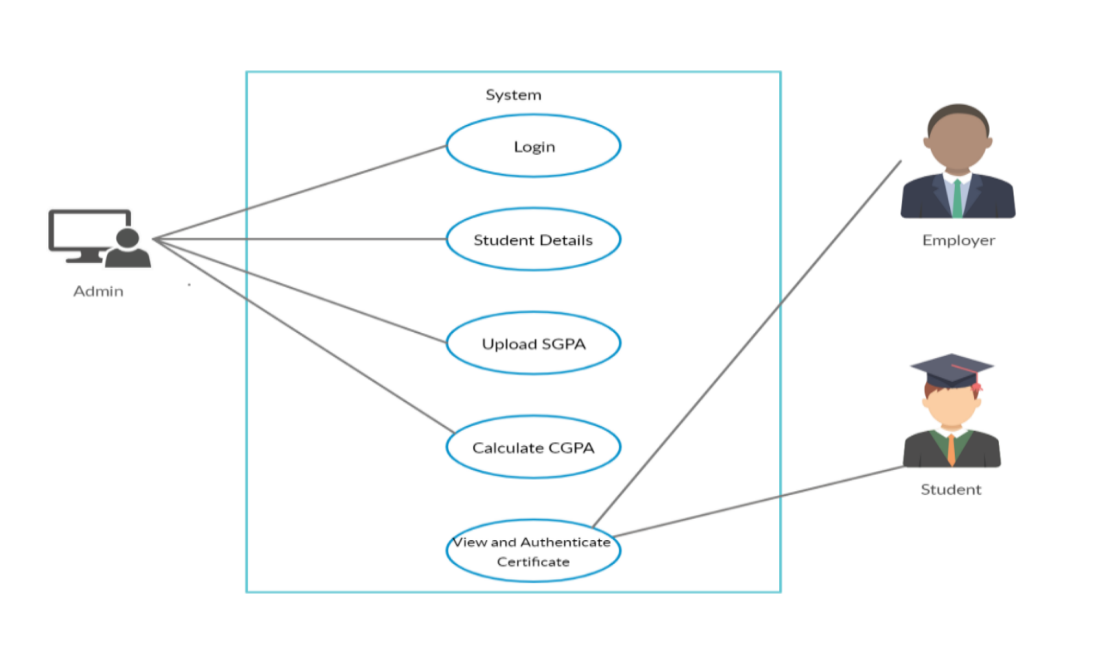 System
Login
Student Details
Upload SGPA
Calculate CGPA
View and Authenticate
Certificate
Admin
Employer
Student